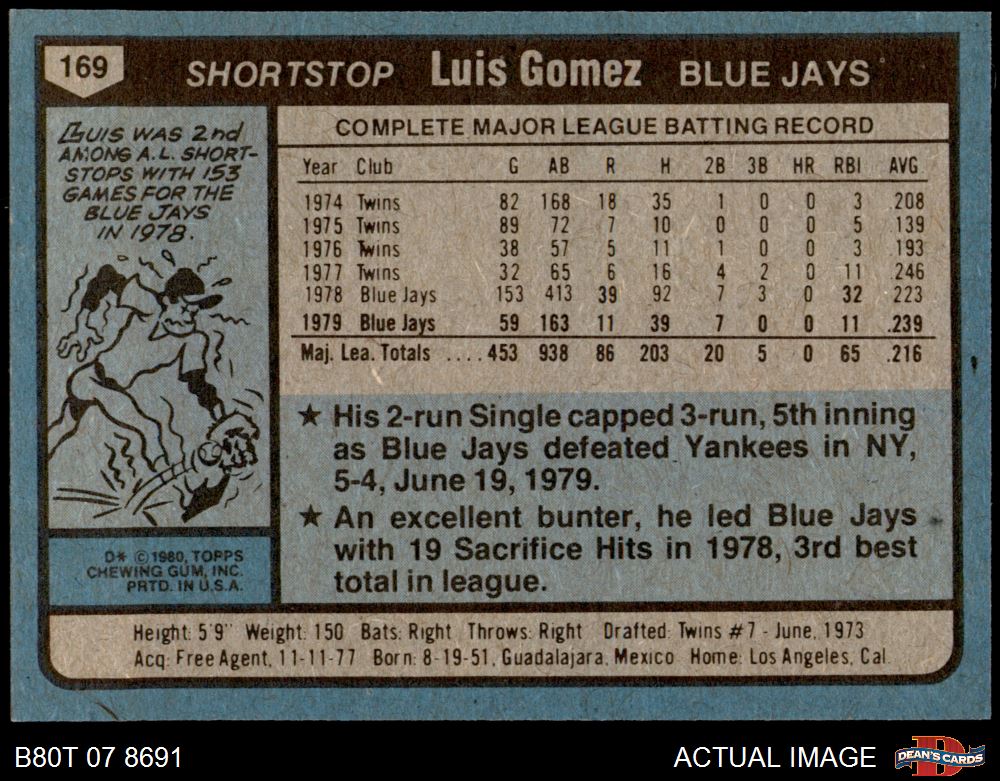 169
SHORTSTOP Luis Gomez BLUE JAYS
LUIS WAS 2nd
AMONG A.L. SHORT-
STOPS WITH 153
GAMES FOR THE
BLUE JAYS
IN 1978.
COMPLETE MAJOR LEAGUE BATTING RECORD
Year Club G AB R H 2B 3B HR RBI AVG
1974 Twins 82 168 18 35 1 0 0 3 .208
1975 Twins 89 72 7 10 0 0 0 5 .139
1976 Twins 38 57 5 11 1 0 0 3 .193
1977 Twins 32 65 6 16 4 2 0 11 .246
1978 Blue Jays 153 413 39 92 7 3 0 32 .223
1979 Blue Jays 59 163 11 39 7 0 0 11 .239
Maj. Lea. Totals .... 453 938 86 203 20 5 0 65 .216
★ His 2-run Single capped 3-run, 5th inning
as Blue Jays defeated Yankees in NY,
5-4, June 19, 1979.
★ An excellent bunter, he led Blue Jays
with 19 Sacrifice Hits in 1978, 3rd best
total in league.
D* © 1980, TOPPS
CHEWING GUM, INC.
PRTD. IN U.S.A.
Height: 5'9" Weight: 150 Bats: Right Throws: Right Drafted: Twins #7 - June, 1973
Acq: Free Agent, 11-11-77 Born: 8-19-51, Guadalajara, Mexico Home: Los Angeles, Cal.
B80T 07 8691
ACTUAL IMAGE
D
DEAN'S CARDS